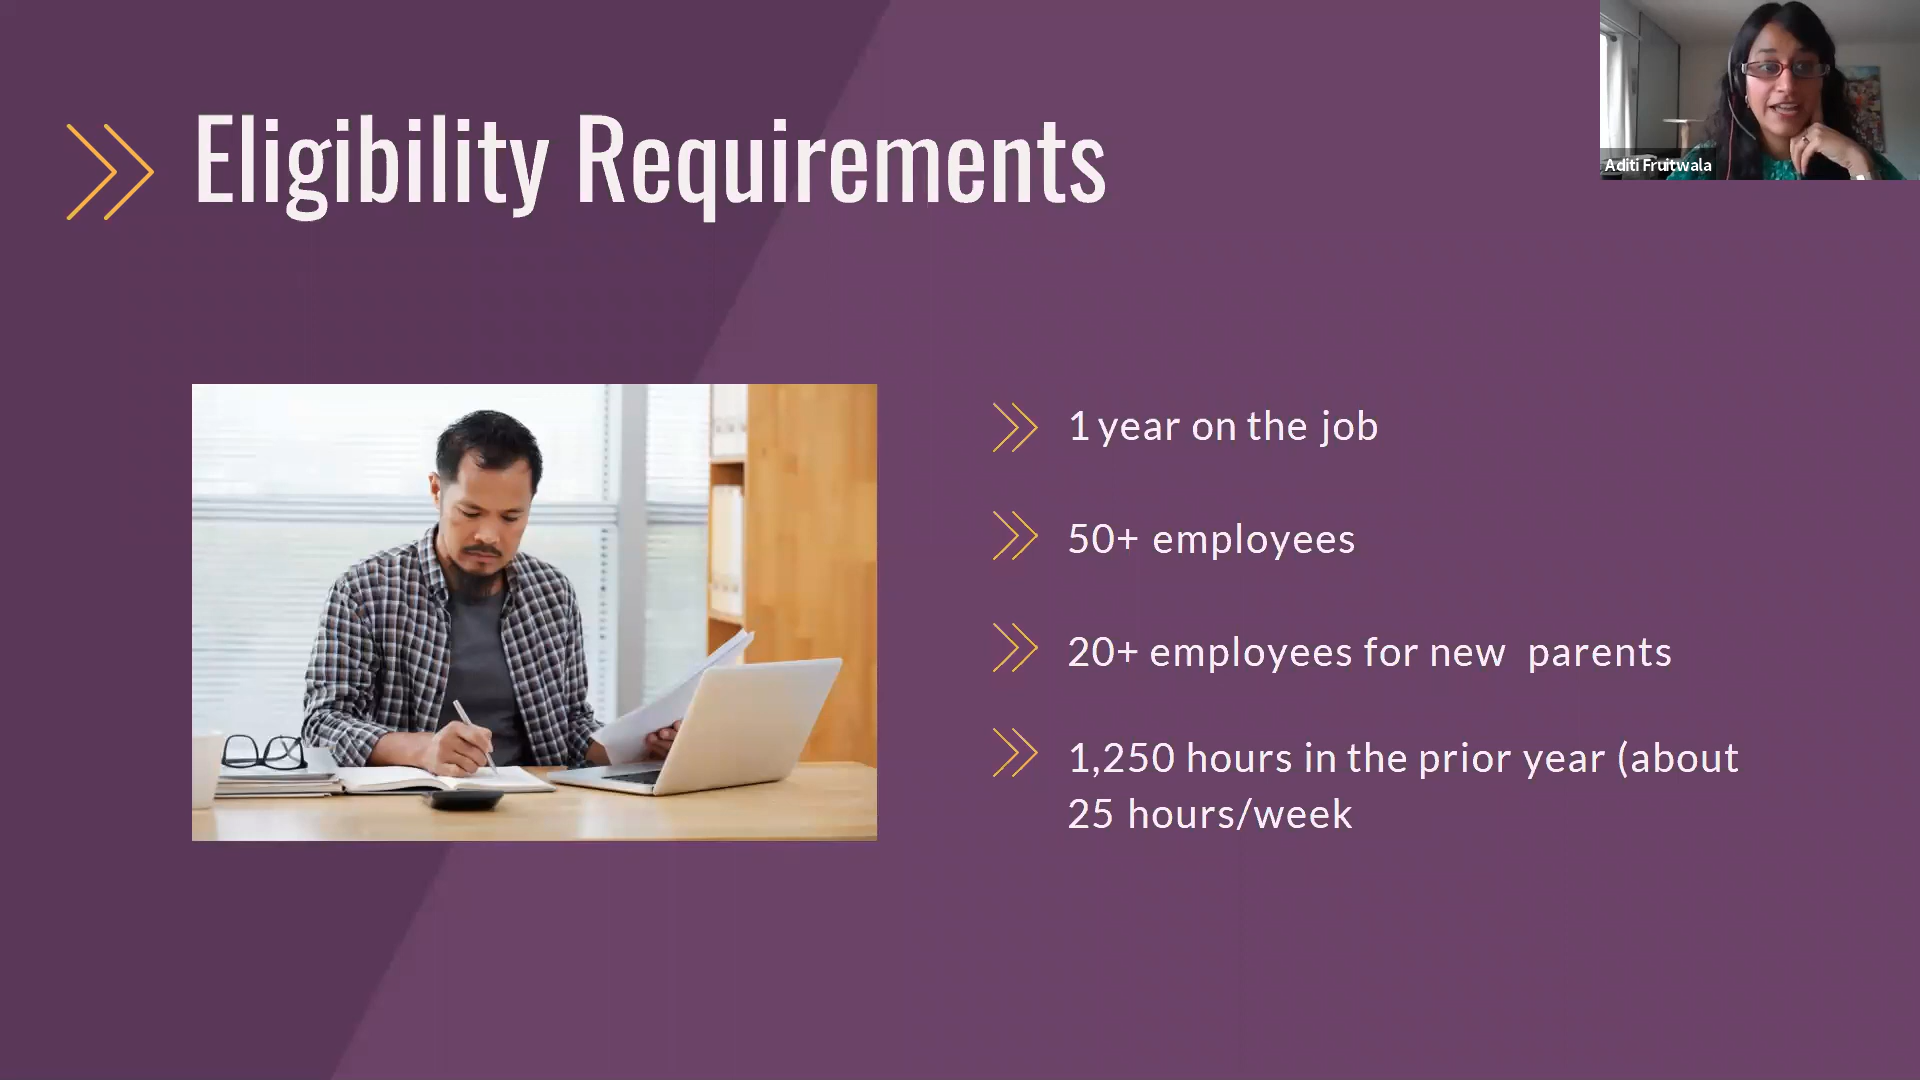 Eligibility Requirements
Aditi Fruitwala
1 year on the job
50+ employees
20+ employees for new  parents
1,250 hours in the prior year (about
25 hours/week